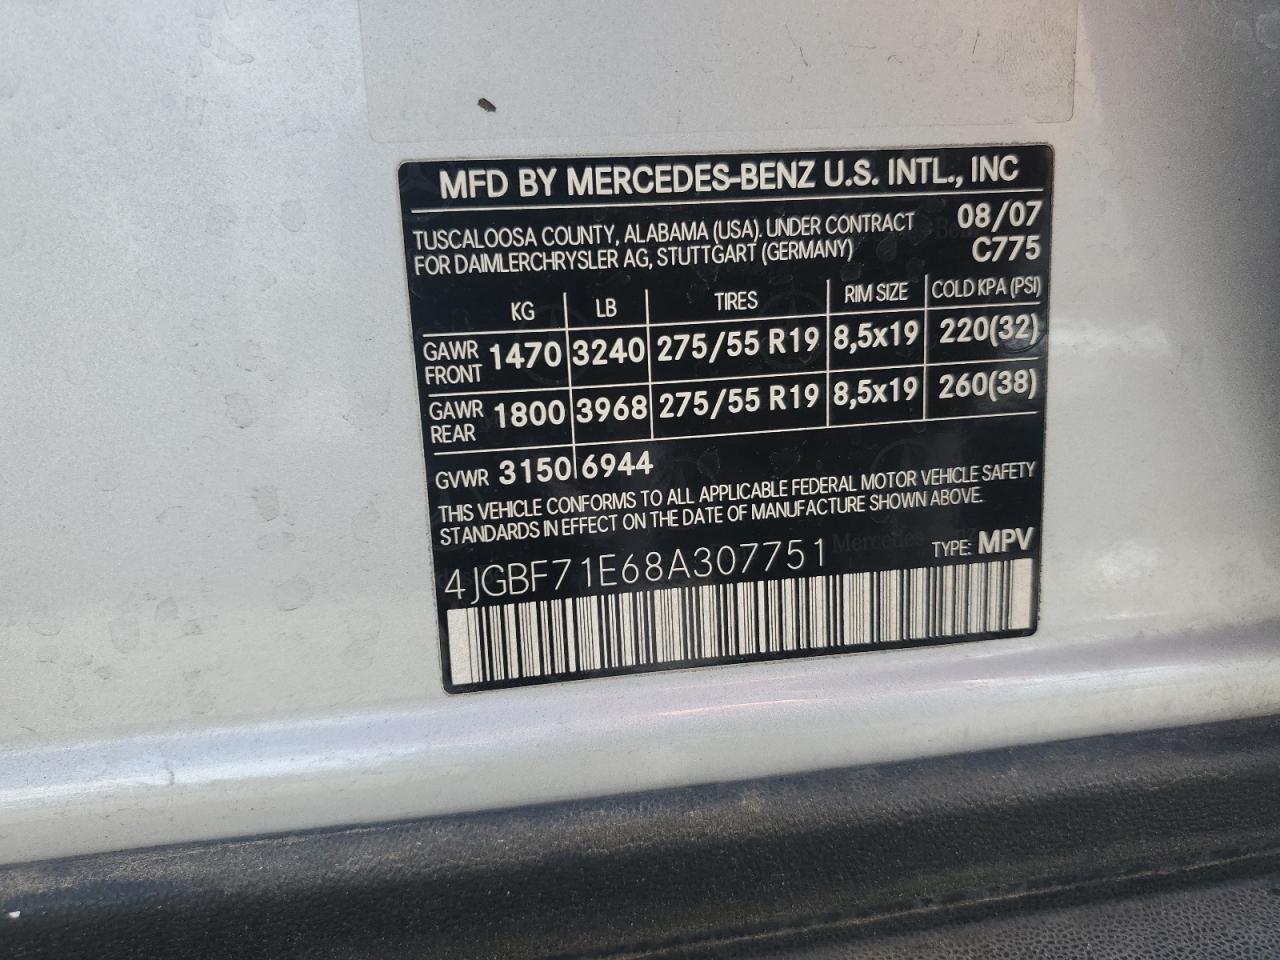 MFD BY MERCEDES-BENZ U.S. INTL., INC
TUSCALOOSA COUNTY, ALABAMA (USA). UNDER CONTRACT 08/07
FOR DAIMLERCHRYSLER AG, STUTTGART (GERMANY) C775
KG LB TIRES RIM SIZE COLD KPA (PSI)
GAWR FRONT 1470 3240 275/55 R19 8,5x19 220(32)
GAWR REAR 1800 3968 275/55 R19 8,5x19 260(38)
GVWR 3150 6944
THIS VEHICLE CONFORMS TO ALL APPLICABLE FEDERAL MOTOR VEHICLE SAFETY
STANDARDS IN EFFECT ON THE DATE OF MANUFACTURE SHOWN ABOVE.
4JGBF71E68A307751 TYPE: MPV